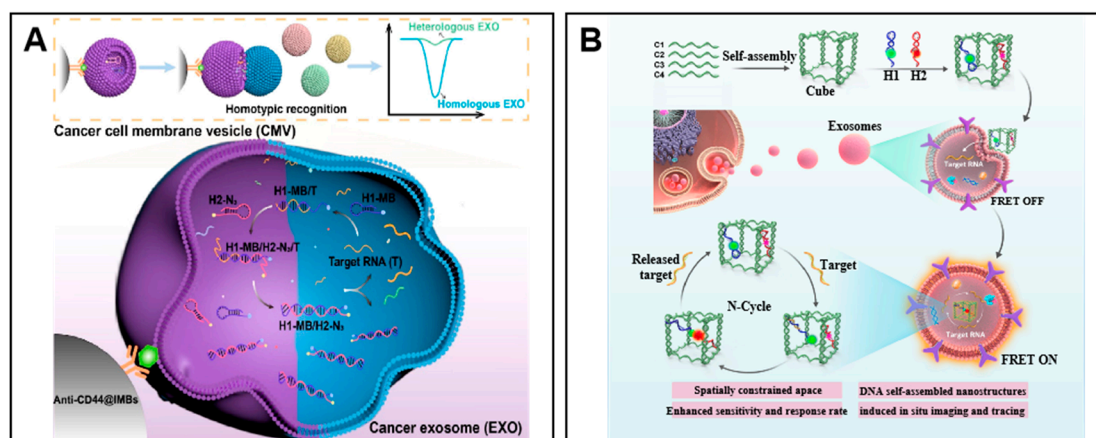 A
Heterologous EXO
Homologous EXO
Homotypic recognition
Cancer cell membrane vesicle (CMV)
H2-N₃
H1-MB/T
H1-MB
H1-MB/H2-N₃/T
Target RNA (T)
H1-MB/H2-N₃
Anti-CD44@IMBs
Cancer exosome (EXO)
B
C1
C2
C3
C4
Self-assembly
Cube
H1
H2
Exosomes
Target RNA
FRET OFF
Released
target
Target
N-Cycle
Target RNA
FRET ON
Spatially constrained apace
DNA self-assembled nanostructures
Enhanced sensitivity and response rate
induced in situ imaging and tracing